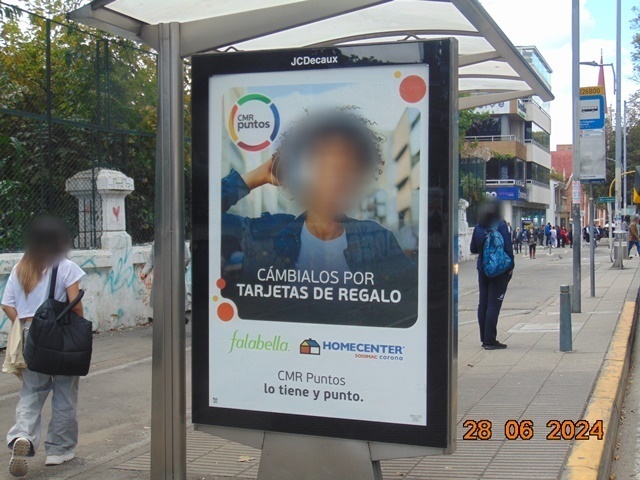 JCDecaux
CMR
puntos
CÁMBIALOS POR
TARJETAS DE REGALO
falabella.
HOMECENTER
SODIMAC corona
CMR Puntos
lo tiene y punto.
28 06 2024